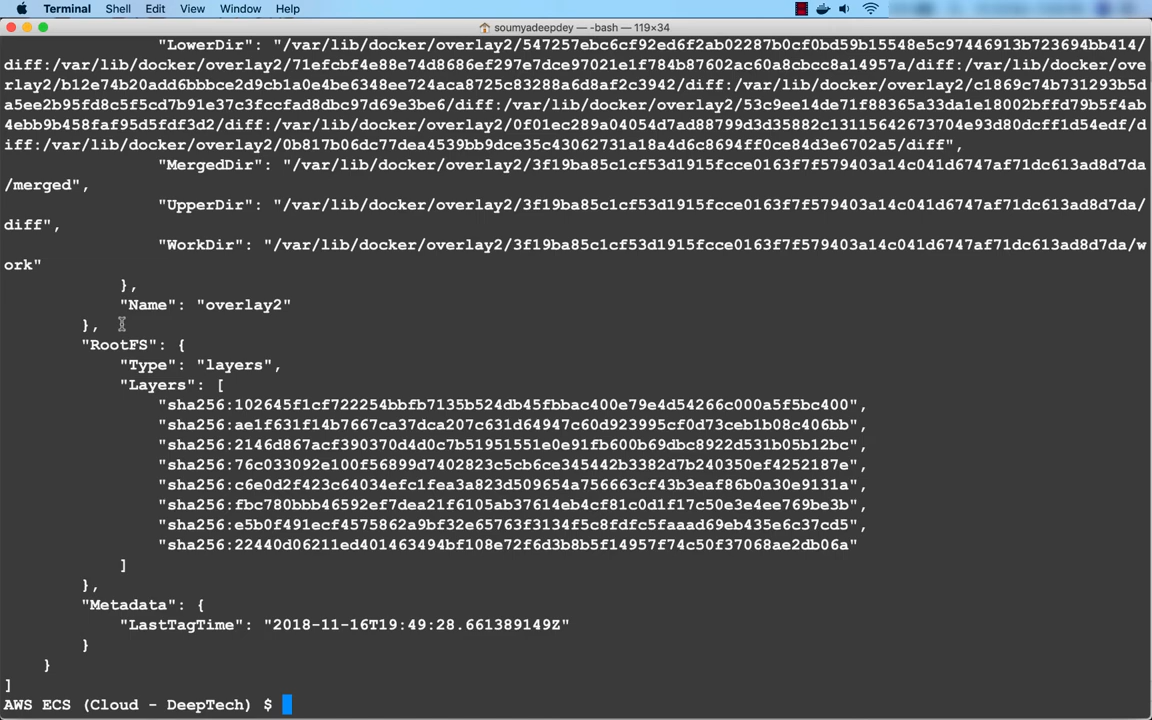 Terminal Shell Edit View Window Help
soumyadeepdey — -bash — 119×34
"LowerDir": "/var/lib/docker/overlay2/547257ebc6cf92ed6f2ab02287b0cf0bd59b15548e5c97446913b723694bb414/
diff:/var/lib/docker/overlay2/71efcbf4e88e74d8686ef297e7dce97021e1f784b87602ac60a8cbcc8a14957a/diff:/var/lib/docker/ove
rlay2/b12e74b20add6bbbce2d9cb1a0e4be6348ee724aca8725c83288a6d8af2c3942/diff:/var/lib/docker/overlay2/c1869c74b731293b5d
a5ee2b95fd8c5f5cd7b91e37c3fccfad8dbc97d69e3be6/diff:/var/lib/docker/overlay2/53c9ee14de71f88365a33da1e18002bffd79b5f4ab
4ebb9b458faf95d5fdf3d2/diff:/var/lib/docker/overlay2/0f01ec289a04054d7ad88799d3d35882c13115642673704e93d80dcff1d54edf/d
iff:/var/lib/docker/overlay2/0b817b06dc77dea4539bb9dce35c43062731a18a4d6c8694ff0ce84d3e6702a5/diff",
"MergedDir": "/var/lib/docker/overlay2/3f19ba85c1cf53d1915fcce0163f7f579403a14c041d6747af71dc613ad8d7da
/merged",
"UpperDir": "/var/lib/docker/overlay2/3f19ba85c1cf53d1915fcce0163f7f579403a14c041d6747af71dc613ad8d7da/
diff",
"WorkDir": "/var/lib/docker/overlay2/3f19ba85c1cf53d1915fcce0163f7f579403a14c041d6747af71dc613ad8d7da/w
ork"
},
"Name": "overlay2"
},
"RootFS": {
"Type": "layers",
"Layers": [
"sha256:102645f1cf722254bbfb7135b524db45fbbac400e79e4d54266c000a5f5bc400",
"sha256:ae1f631f14b7667ca37dca207c631d64947c60d923995cf0d73ceb1b08c406bb",
"sha256:2146d867acf390370d4d0c7b51951551e0e91fb600b69dbc8922d531b05b12bc",
"sha256:76c033092e100f56899d7402823c5cb6ce345442b3382d7b240350ef4252187e",
"sha256:c6e0d2f423c64034efc1fea3a823d509654a756663cf43b3eaf86b0a30e9131a",
"sha256:fbc780bbb46592ef7dea21f6105ab37614eb4cf81c0d1f17c50e3e4ee769be3b",
"sha256:e5b0f491ecf4575862a9bf32e65763f3134f5c8fdfc5faaad69eb435e6c37cd5",
"sha256:22440d06211ed401463494bf108e72f6d3b8b5f14957f74c50f37068ae2db06a"
]
},
"Metadata": {
"LastTagTime": "2018-11-16T19:49:28.661389149Z"
}
}
]
AWS ECS (Cloud - DeepTech) $